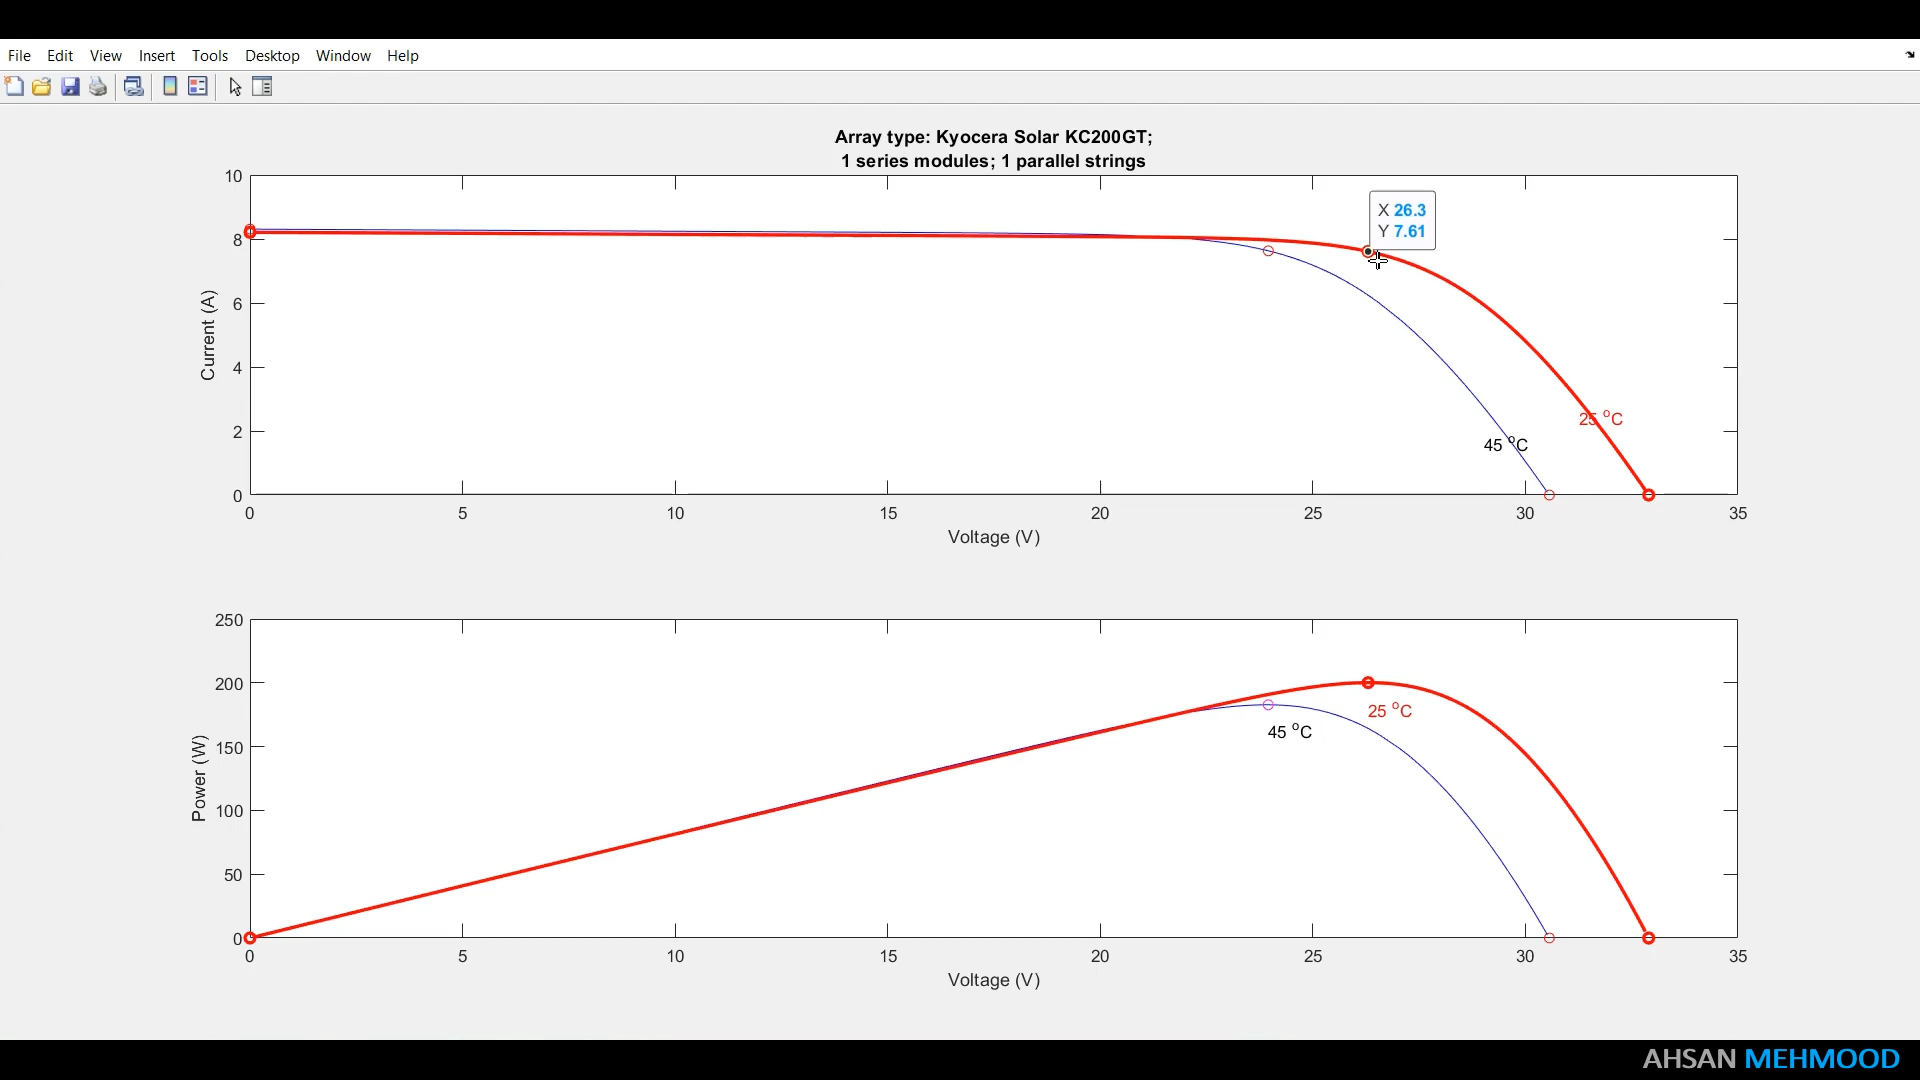 File Edit View Insert Tools Desktop Window Help
Array type: Kyocera Solar KC200GT;
1 series modules; 1 parallel strings
10
8
6
4
2
0
Current (A)
X 26.3
Y 7.61
25 °C
45 °C
0 5 10 15 20 25 30 35
Voltage (V)
250
200
150
100
50
0
Power (W)
25 °C
45 °C
0 5 10 15 20 25 30 35
Voltage (V)
AHSAN MEHMOOD